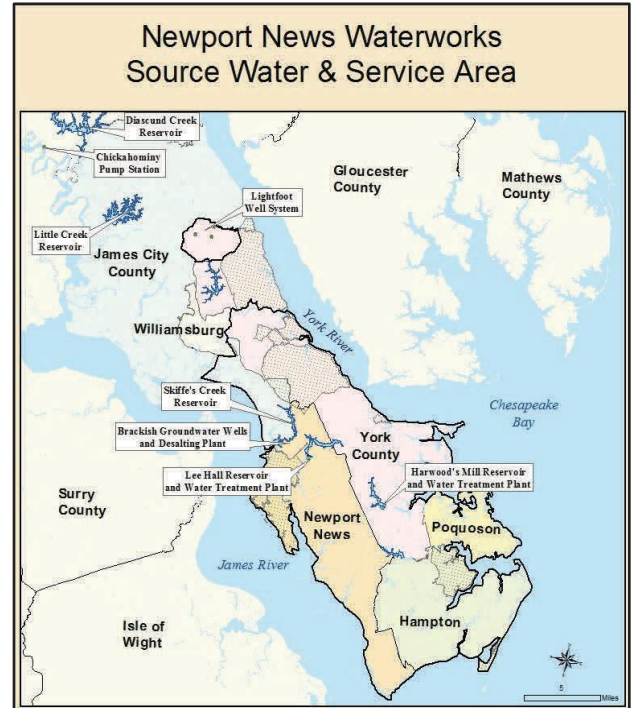 Newport News Waterworks
Source Water & Service Area
Diascund Creek
Reservoir
Chickahominy
Pump Station
Gloucester
County
Mathews
County
Lightfoot
Well System
Little Creek
Reservoir
James City
County
Williamsburg
York River
Skiffe's Creek
Reservoir
Chesapeake
Bay
Brackish Groundwater Wells
and Desalting Plant
York
County
Lee Hall Reservoir
and Water Treatment Plant
Harwood's Mill Reservoir
and Water Treatment Plant
Surry
County
Newport
News
Poquoson
James River
Isle of
Wight
Hampton
5
Miles